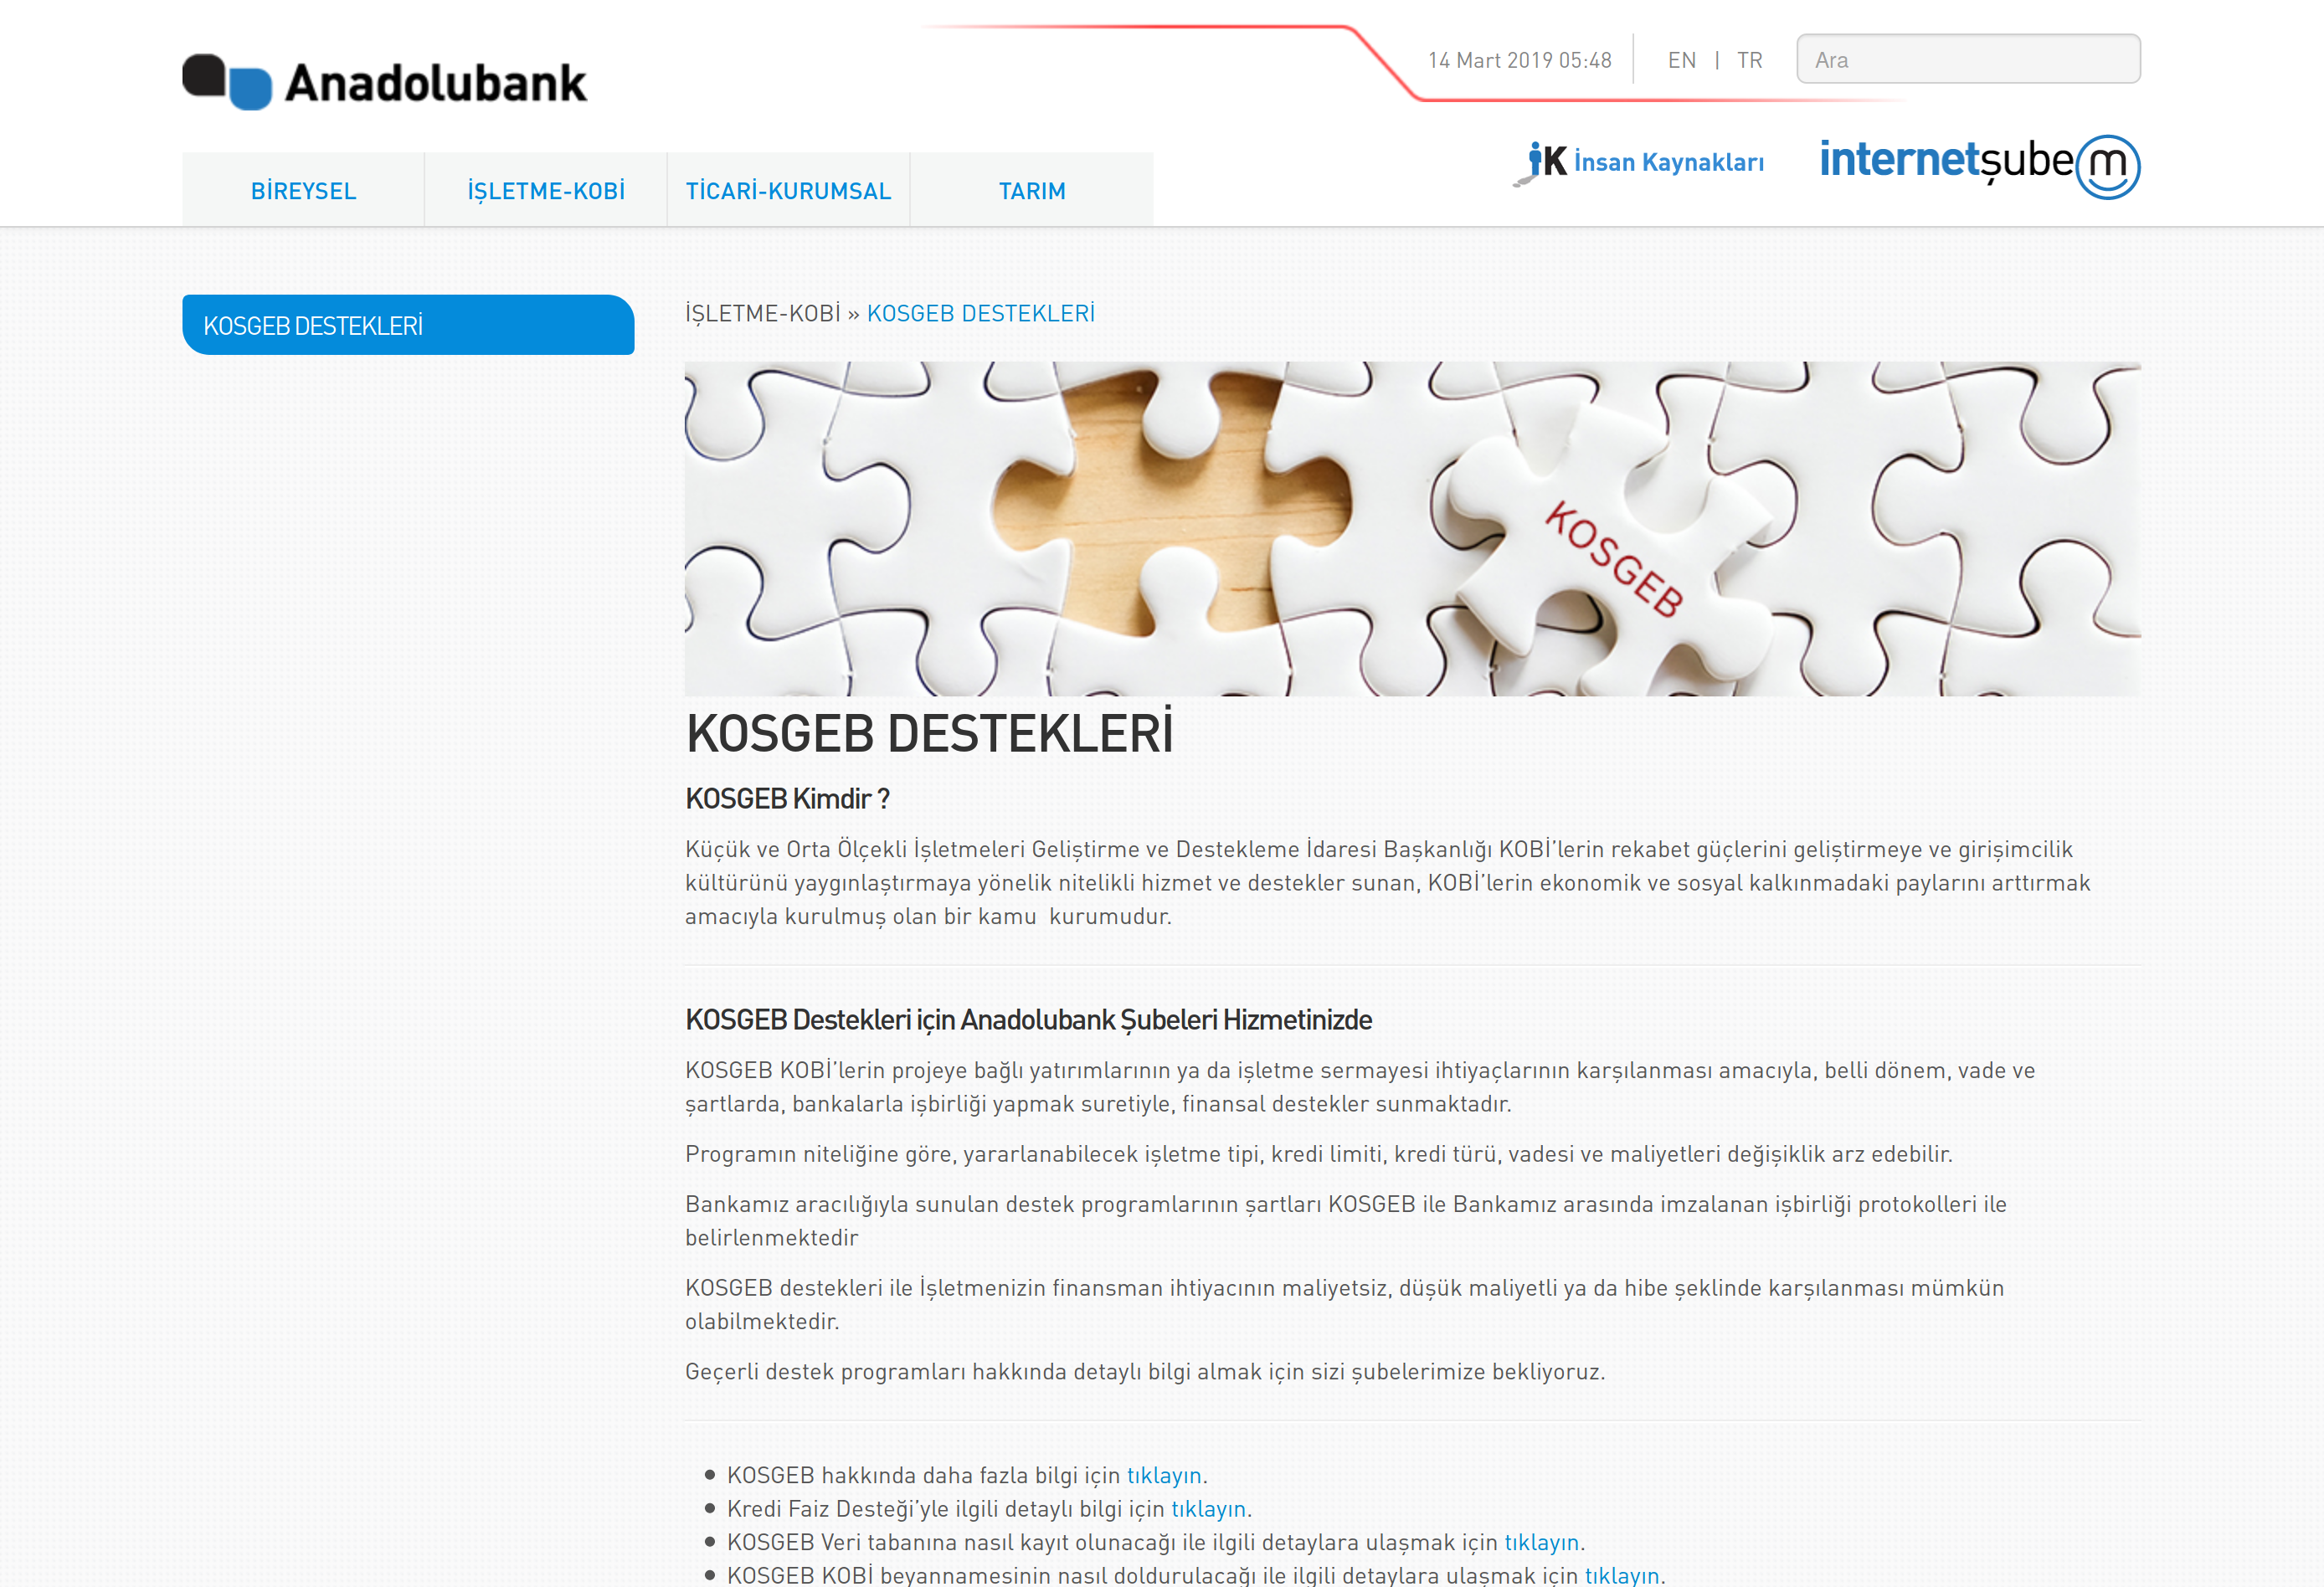 Anadolubank
14 Mart 2019 05:48
EN | TR
Ara
iK İnsan Kaynakları
internetşubem
BİREYSEL
İŞLETME-KOBİ
TİCARİ-KURUMSAL
TARIM
KOSGEB DESTEKLERİ
İŞLETME-KOBİ » KOSGEB DESTEKLERİ
KOSGEB
KOSGEB DESTEKLERİ
KOSGEB Kimdir ?
Küçük ve Orta Ölçekli İşletmeleri Geliştirme ve Destekleme İdaresi Başkanlığı KOBİ’lerin rekabet güçlerini geliştirmeye ve girişimcilik
kültürünü yaygınlaştırmaya yönelik nitelikli hizmet ve destekler sunan, KOBİ’lerin ekonomik ve sosyal kalkınmadaki paylarını arttırmak
amacıyla kurulmuş olan bir kamu  kurumudur.
KOSGEB Destekleri için Anadolubank Şubeleri Hizmetinizde
KOSGEB KOBİ’lerin projeye bağlı yatırımlarının ya da işletme sermayesi ihtiyaçlarının karşılanması amacıyla, belli dönem, vade ve
şartlarda, bankalarla işbirliği yapmak suretiyle, finansal destekler sunmaktadır.
Programın niteliğine göre, yararlanabilecek işletme tipi, kredi limiti, kredi türü, vadesi ve maliyetleri değişiklik arz edebilir.
Bankamız aracılığıyla sunulan destek programlarının şartları KOSGEB ile Bankamız arasında imzalanan işbirliği protokolleri ile
belirlenmektedir
KOSGEB destekleri ile İşletmenizin finansman ihtiyacının maliyetsiz, düşük maliyetli ya da hibe şeklinde karşılanması mümkün
olabilmektedir.
Geçerli destek programları hakkında detaylı bilgi almak için sizi şubelerimize bekliyoruz.
● KOSGEB hakkında daha fazla bilgi için tıklayın.
● Kredi Faiz Desteği’yle ilgili detaylı bilgi için tıklayın.
● KOSGEB Veri tabanına nasıl kayıt olunacağı ile ilgili detaylara ulaşmak için tıklayın.
● KOSGEB KOBİ beyannamesinin nasıl doldurulacağı ile ilgili detaylara ulaşmak için tıklayın.